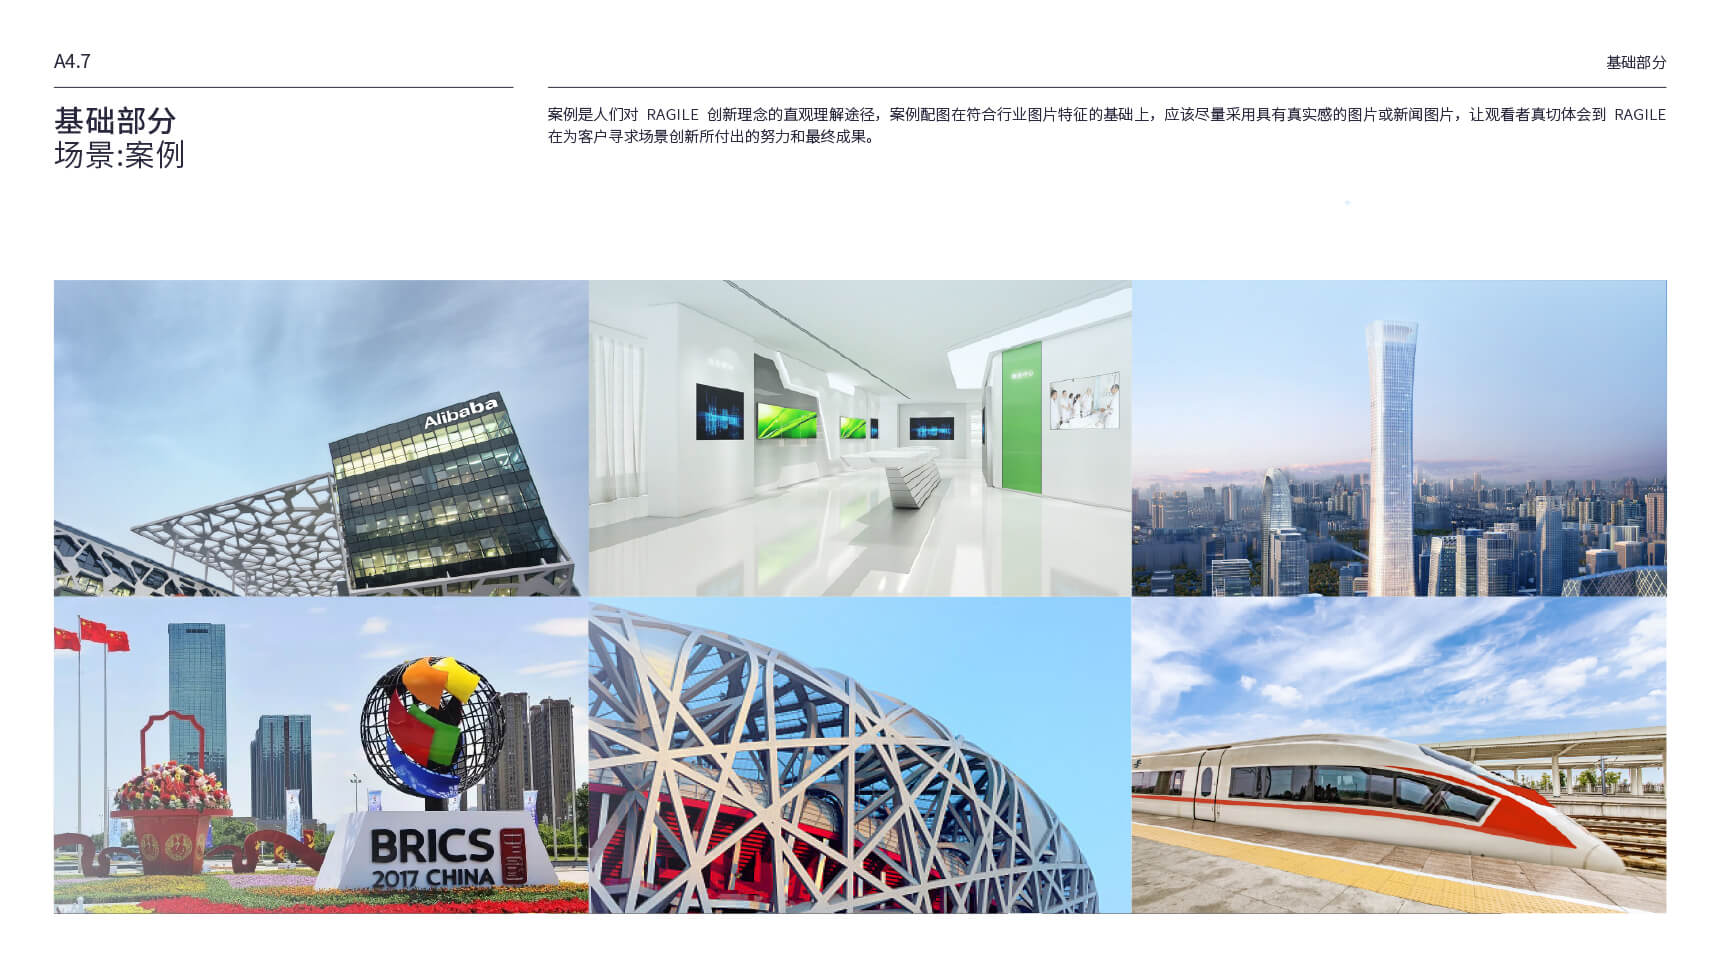 A4.7
基础部分
基础部分
场景:案例
案例是人们对 RAGILE 创新理念的直观理解途径，案例配图在符合行业图片特征的基础上，应该尽量采用具有真实感的图片或新闻图片，让观看者真切体会到 RAGILE
在为客户寻求场景创新所付出的努力和最终成果。
Alibaba
BRICS
2017 CHINA